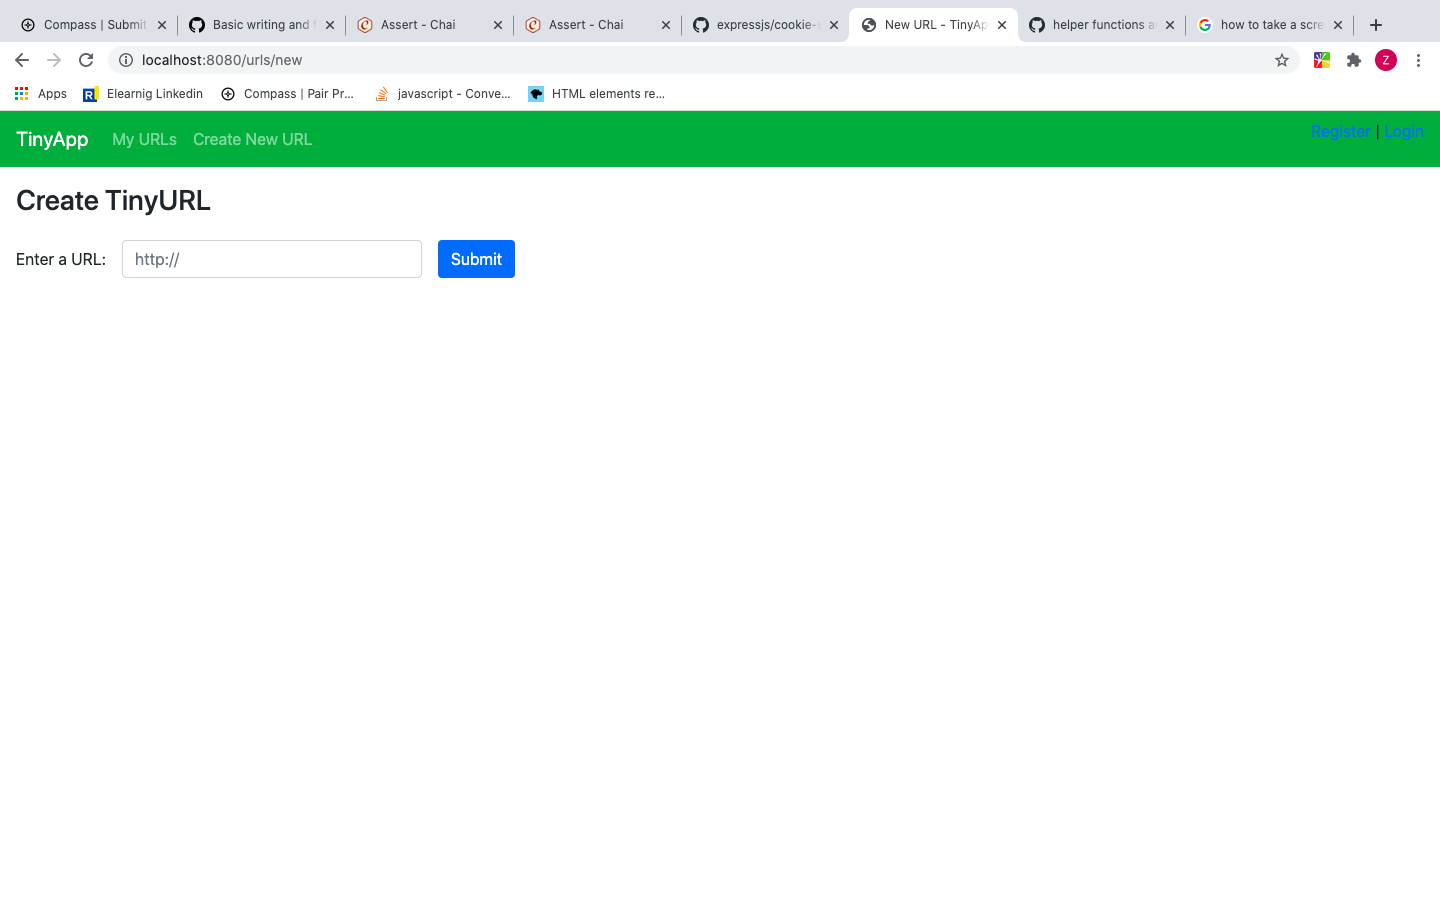 Compass | Submit
Basic writing and f
Assert - Chai
Assert - Chai
expressjs/cookie-s
New URL - TinyAp
helper functions a
how to take a scre
localhost:8080/urls/new
Z
Apps
Elearnig Linkedin
Compass | Pair Pr...
javascript - Conve...
HTML elements re...
TinyApp
My URLs
Create New URL
Register | Login
Create TinyURL
Enter a URL:
http://
Submit